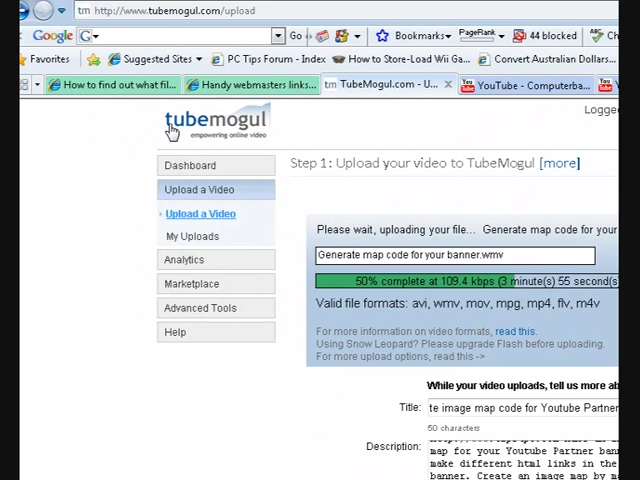 tm http://www.tubemogul.com/upload
Google G Go Bookmarks PageRank 44 blocked
Favorites Suggested Sites PC Tips Forum - Index How to Store-Load Wii Ga... Convert Australian Dollars...
How to find out what fil... Handy webmasters links... tm TubeMogul.com - U... x YouTube - Computerba...
tubemogul
empowering online video
Logged
Dashboard
Upload a Video
Upload a Video
My Uploads
Analytics
Marketplace
Advanced Tools
Help
Step 1: Upload your video to TubeMogul [more]
Please wait, uploading your file... Generate map code for your
Generate map code for your banner.wmv
50% complete at 109.4 kbps (3 minute(s) 55 second(s)
Valid file formats: avi, wmv, mov, mpg, mp4, flv, m4v
For more information on video formats, read this.
Using Snow Leopard? Please upgrade Flash before uploading.
For more upload options, read this ->
While your video uploads, tell us more ab
Title: te image map code for Youtube Partner
50 characters
Description:
map for your Youtube Partner ban
make different html links in the
banner. Create an image map by m